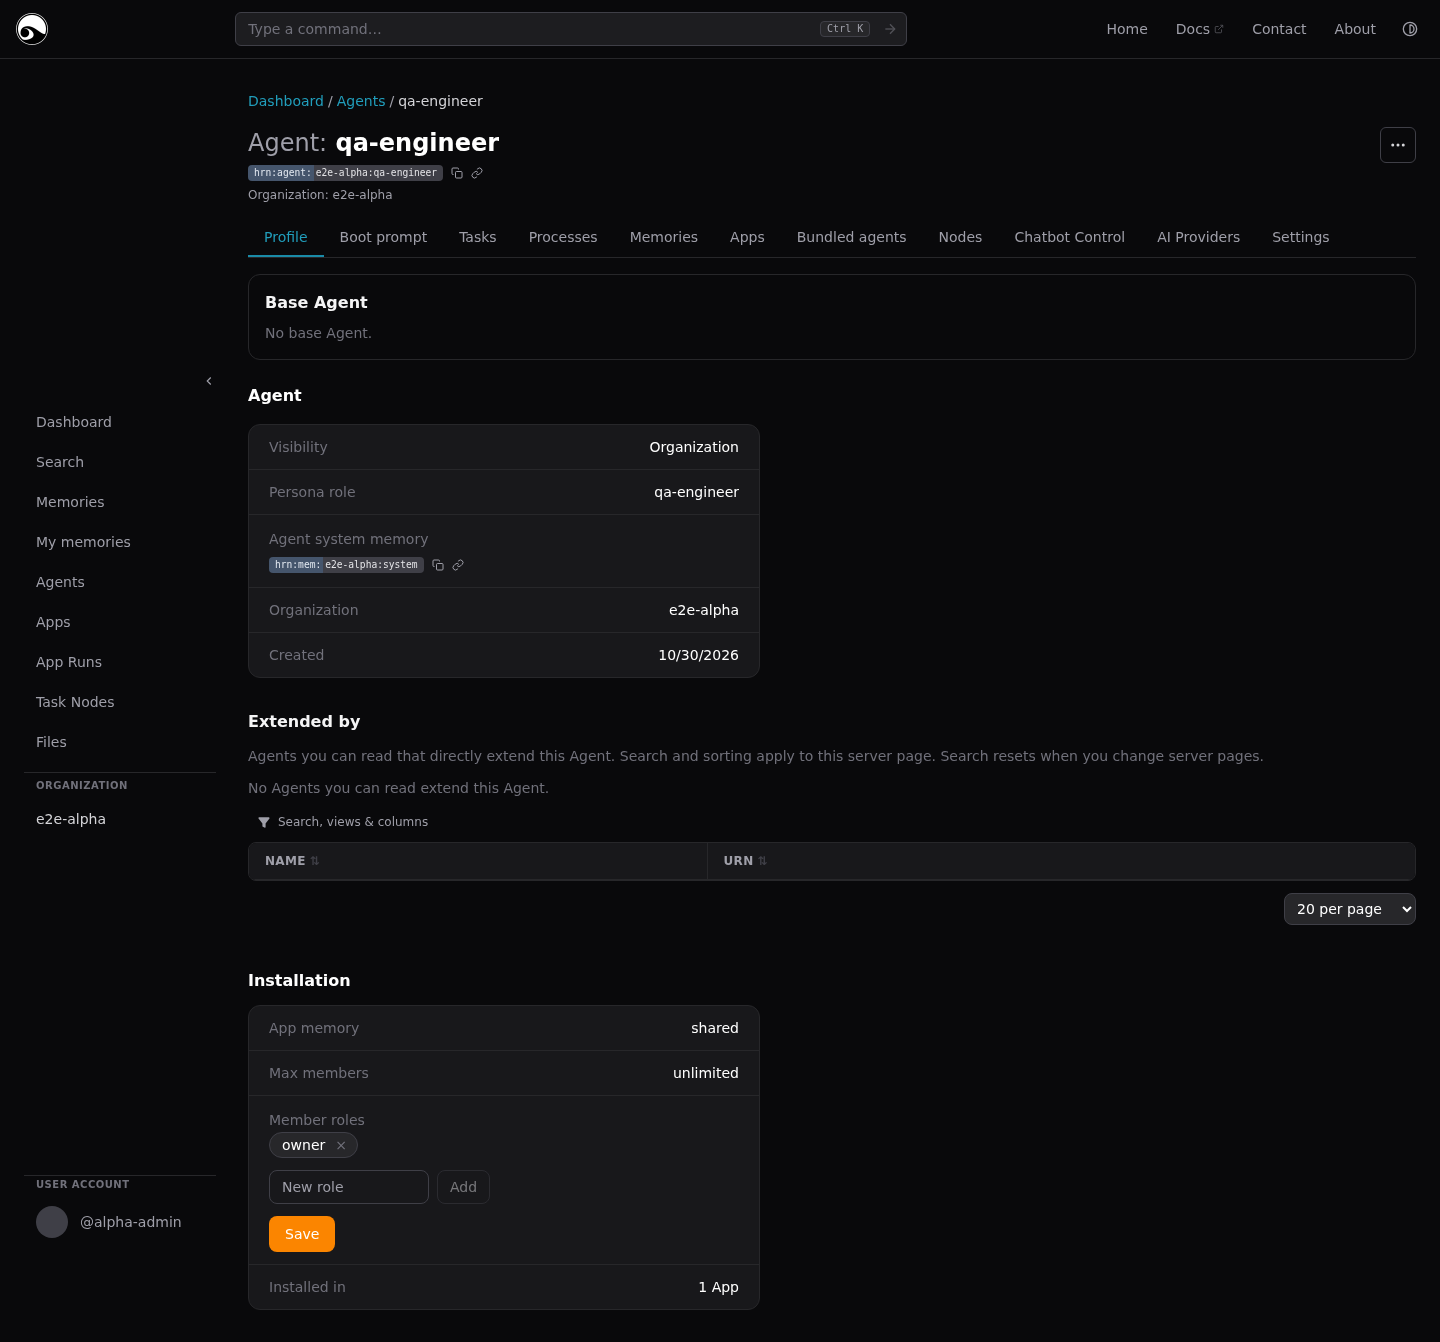 Type a command...
Ctrl K
Home
Docs
Contact
About
Dashboard / Agents / qa-engineer
Agent: qa-engineer
hrn:agent: e2e-alpha:qa-engineer
Organization: e2e-alpha
Profile
Boot prompt
Tasks
Processes
Memories
Apps
Bundled agents
Nodes
Chatbot Control
AI Providers
Settings
Base Agent
No base Agent.
Dashboard
Search
Memories
My memories
Agents
Apps
App Runs
Task Nodes
Files
ORGANIZATION
e2e-alpha
USER ACCOUNT
@alpha-admin
Agent
Visibility Organization
Persona role qa-engineer
Agent system memory
hrn:mem: e2e-alpha:system
Organization e2e-alpha
Created 10/30/2026
Extended by
Agents you can read that directly extend this Agent. Search and sorting apply to this server page. Search resets when you change server pages.
No Agents you can read extend this Agent.
Search, views & columns
NAME
URN
20 per page
Installation
App memory shared
Max members unlimited
Member roles
owner ×
New role
Add
Save
Installed in 1 App